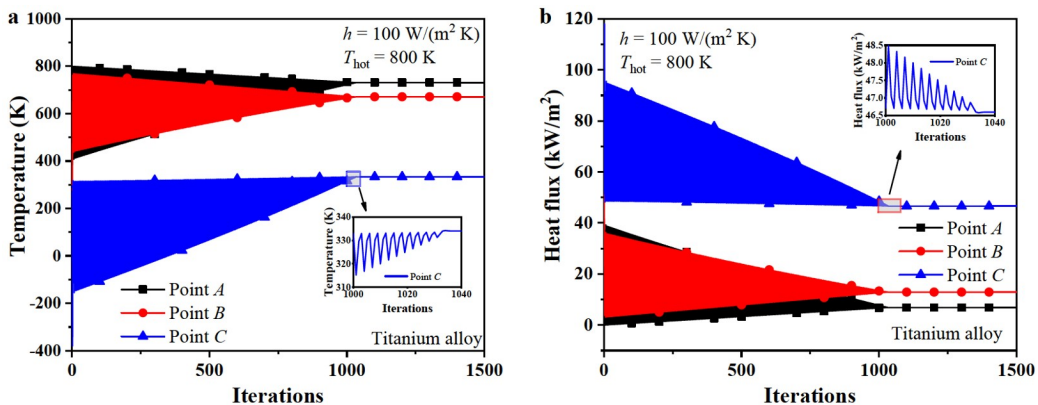 a
h = 100 W/(m² K)
T_hot = 800 K
Temperature (K)
1000
800
600
400
200
0
-200
-400
0
500
1000
1500
Iterations
Point A
Point B
Point C
Titanium alloy
Temperature (K)
340
330
320
310
1000
1020
1040
Point C
Iterations
b
h = 100 W/(m² K)
T_hot = 800 K
Heat flux (kW/m²)
120
100
80
60
40
20
0
-20
0
500
1000
1500
Iterations
Point A
Point B
Point C
Titanium alloy
Heat flux (kW/m²)
48.5
48.0
47.5
47.0
46.5
1000
1020
1040
Point C
Iterations